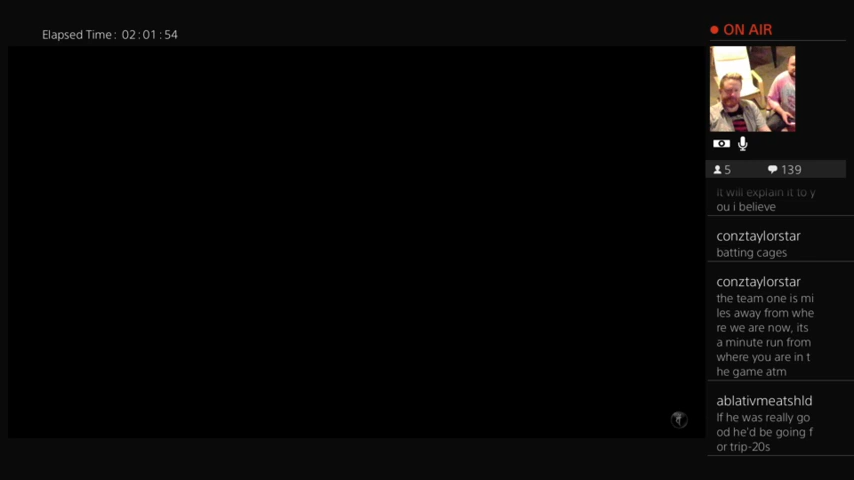 Elapsed Time: 02:01:54
ON AIR
5 139
It will explain it to y
ou i believe
conztaylorstar
batting cages
conztaylorstar
the team one is mi
les away from whe
re we are now, its
a minute run from
where you are in t
he game atm
ablativmeatshld
If he was really go
od he'd be going f
or trip-20s